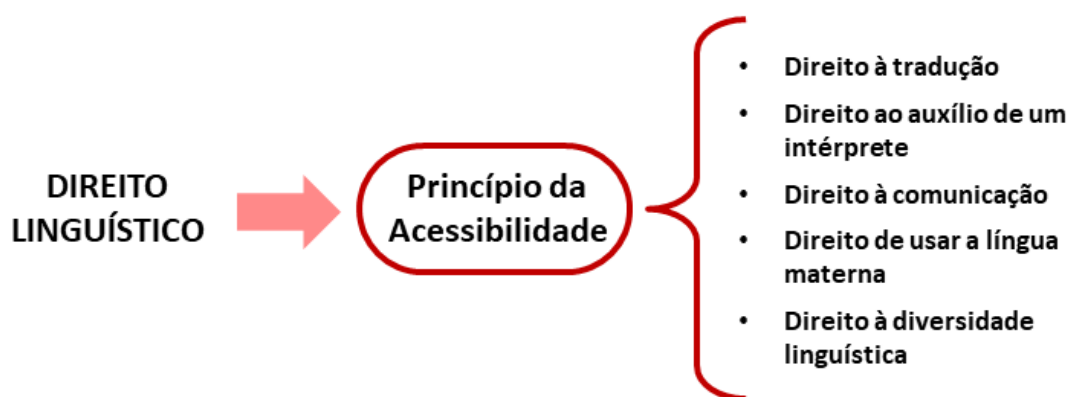 DIREITO
LINGUÍSTICO
Princípio da
Acessibilidade
• Direito à tradução
• Direito ao auxílio de um
intérprete
• Direito à comunicação
• Direito de usar a língua
materna
• Direito à diversidade
linguística